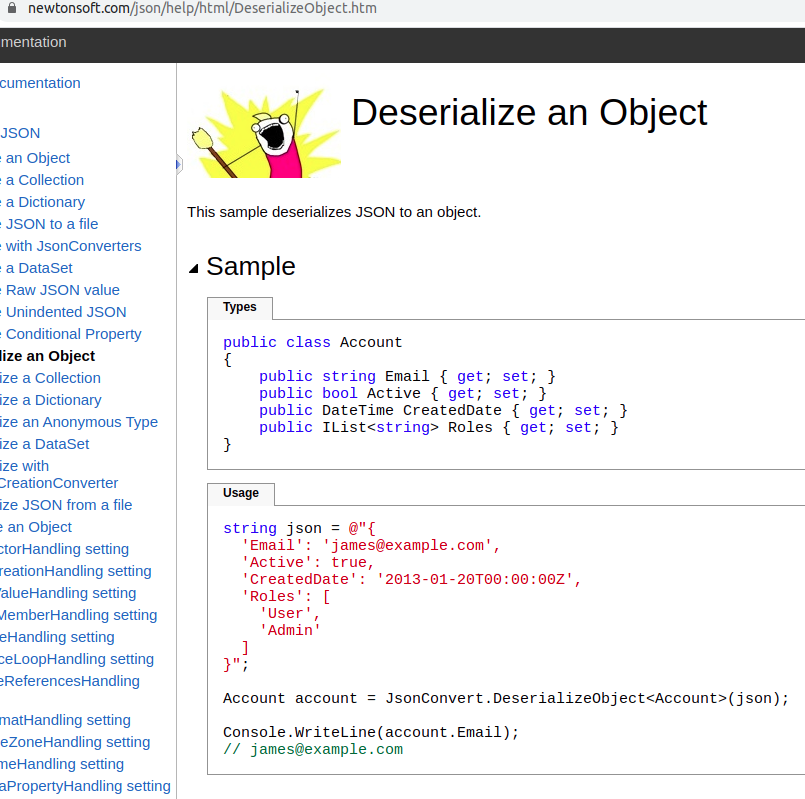 newtonsoft.com/json/help/html/DeserializeObject.htm
mentation
cumentation
JSON
e an Object
e a Collection
e a Dictionary
e JSON to a file
e with JsonConverters
e a DataSet
e Raw JSON value
e Unindented JSON
e Conditional Property
lize an Object
ize a Collection
ize a Dictionary
ize an Anonymous Type
ize a DataSet
ize with
CreationConverter
ize JSON from a file
e an Object
ctorHandling setting
reationHandling setting
ValueHandling setting
MemberHandling setting
eHandling setting
ceLoopHandling setting
eReferencesHandling
matHandling setting
eZoneHandling setting
meHandling setting
aPropertyHandling setting
Deserialize an Object
This sample deserializes JSON to an object.
Sample
Types
public class Account
{
    public string Email { get; set; }
    public bool Active { get; set; }
    public DateTime CreatedDate { get; set; }
    public IList<string> Roles { get; set; }
}
Usage
string json = @"{
  'Email': 'james@example.com',
  'Active': true,
  'CreatedDate': '2013-01-20T00:00:00Z',
  'Roles': [
    'User',
    'Admin'
  ]
}";
Account account = JsonConvert.DeserializeObject<Account>(json);
Console.WriteLine(account.Email);
// james@example.com